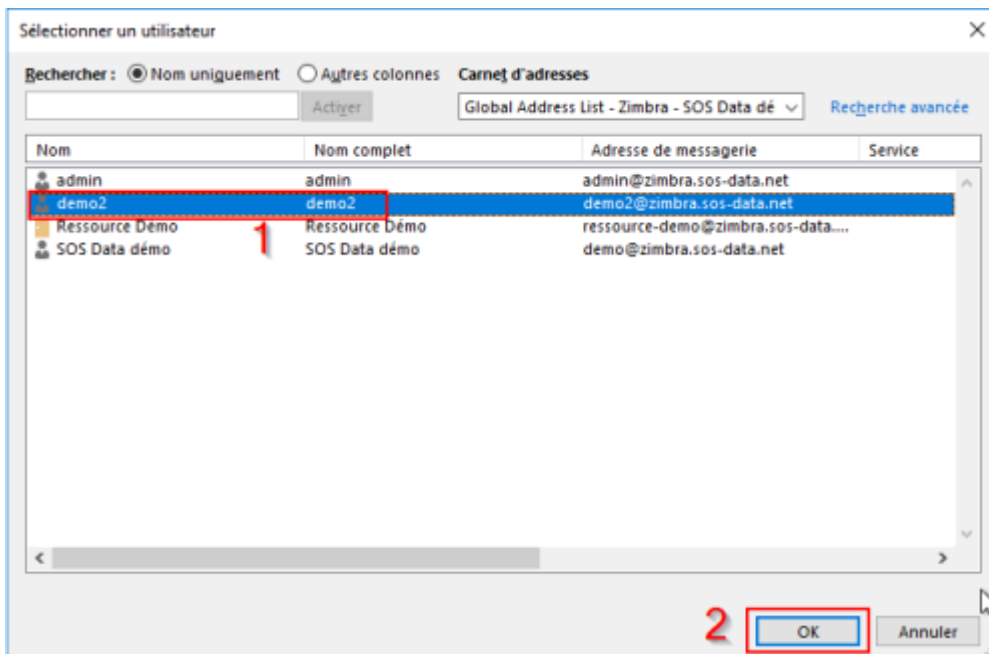 Sélectionner un utilisateur
Rechercher : Nom uniquement Autres colonnes Carnet d'adresses
Activer Global Address List - Zimbra - SOS Data dé Recherche avancée
Nom Nom complet Adresse de messagerie Service
admin admin admin@zimbra.sos-data.net
demo2 demo2 demo2@zimbra.sos-data.net
1
Ressource Démo Ressource Démo ressource-demo@zimbra.sos-data....
SOS Data démo SOS Data démo demo@zimbra.sos-data.net
2 OK Annuler